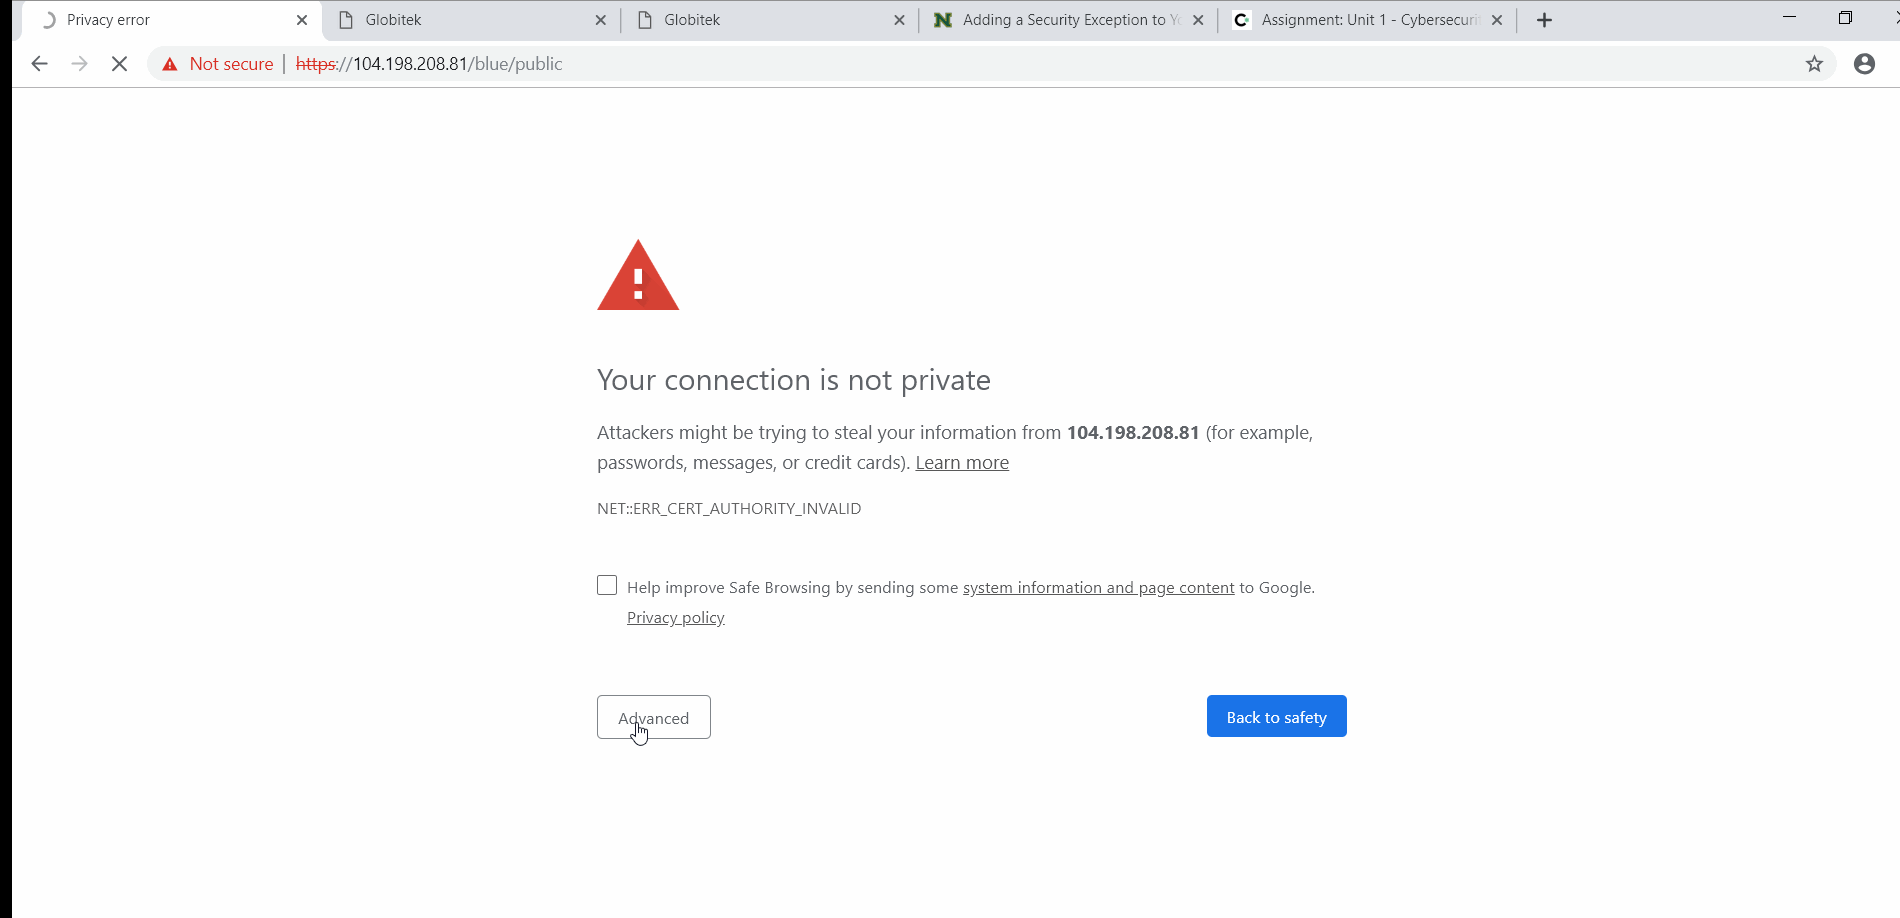 Privacy error
Globitek
Globitek
Adding a Security Exception to Yo
Assignment: Unit 1 - Cybersecurit
Not secure | https://104.198.208.81/blue/public
Your connection is not private
Attackers might be trying to steal your information from 104.198.208.81 (for example,
passwords, messages, or credit cards). Learn more
NET::ERR_CERT_AUTHORITY_INVALID
Help improve Safe Browsing by sending some system information and page content to Google.
Privacy policy
Advanced
Back to safety